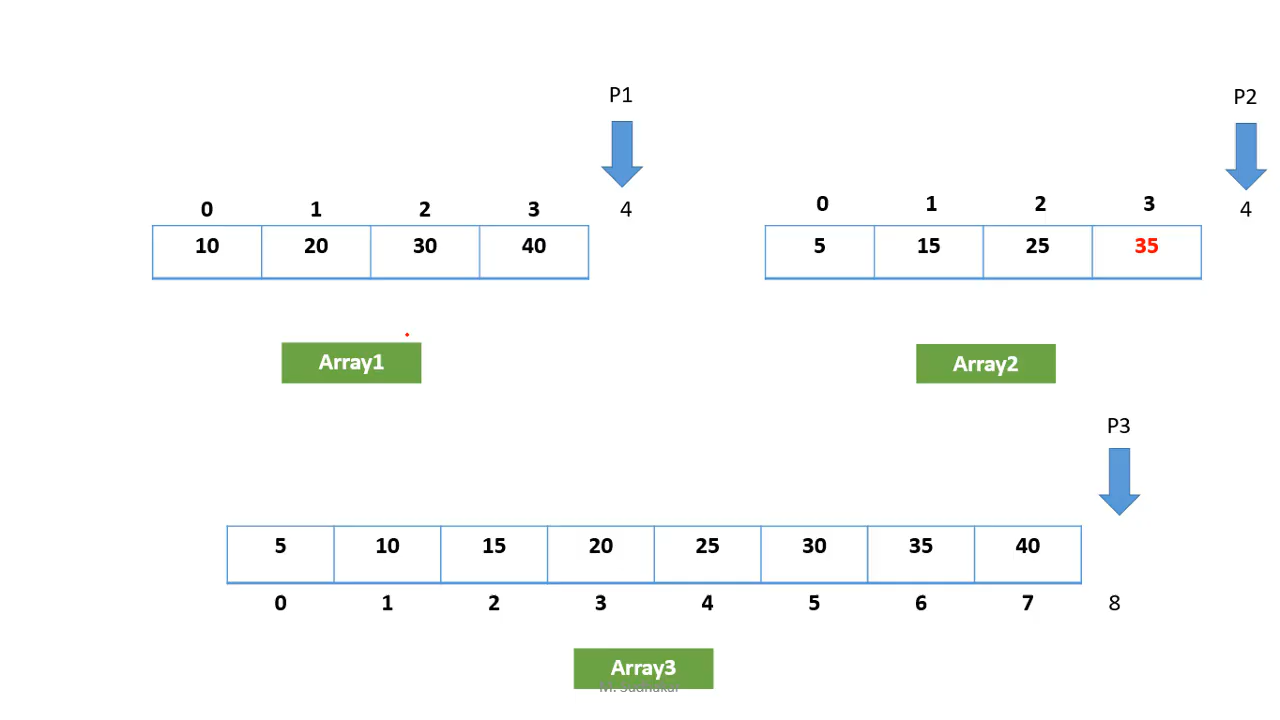 P1
P2
0 1 2 3 4
10 20 30 40
0 1 2 3 4
5 15 25 35
Array1
Array2
P3
5 10 15 20 25 30 35 40
0 1 2 3 4 5 6 7 8
Array3